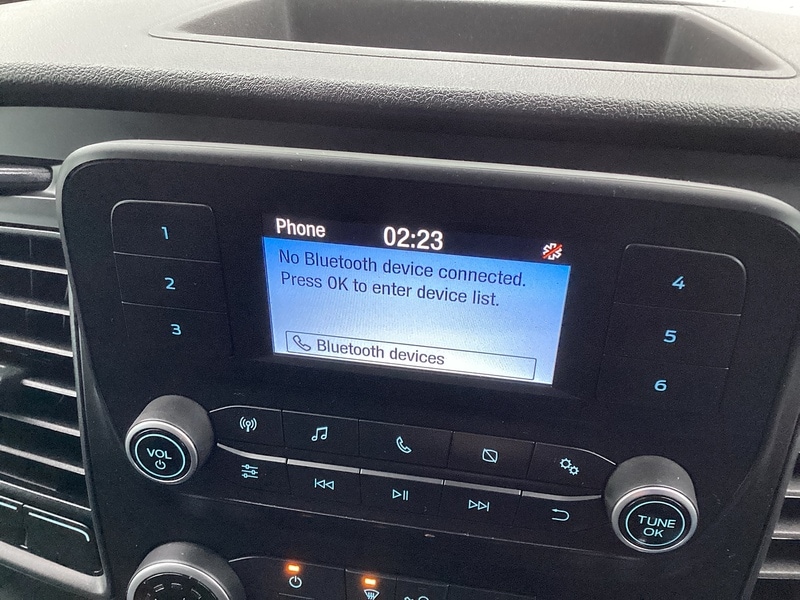 Phone 02:23
No Bluetooth device connected.
Press OK to enter device list.
Bluetooth devices
1
2
3
4
5
6
VOL
TUNE
OK